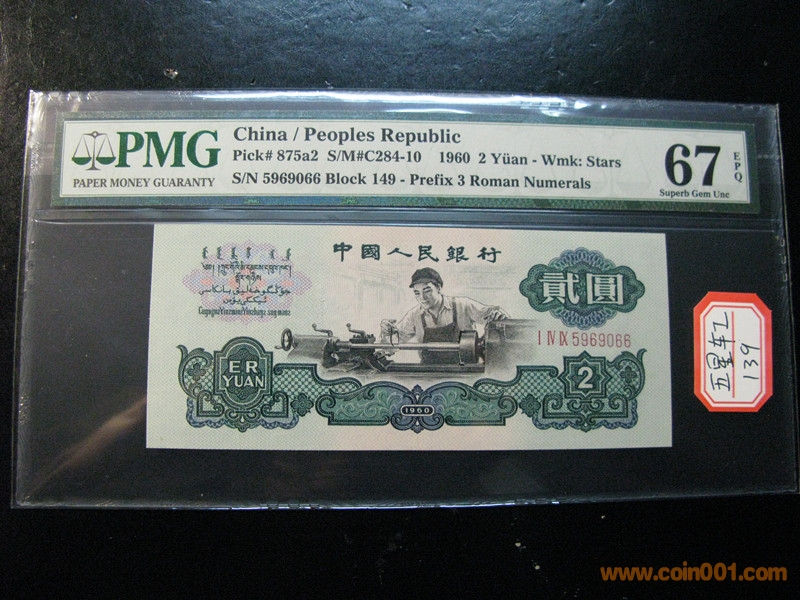 PMG
PAPER MONEY GUARANTY
China / Peoples Republic
Pick# 875a2 S/M#C284-10 1960 2 Yüan - Wmk: Stars
S/N 5969066 Block 149 - Prefix 3 Roman Numerals
67
EPQ
Superb Gem Unc
中國人民銀行
貳圓
I IV IX 5969066
ER
YUAN
1960
2
五星车工
139
www.coin001.com